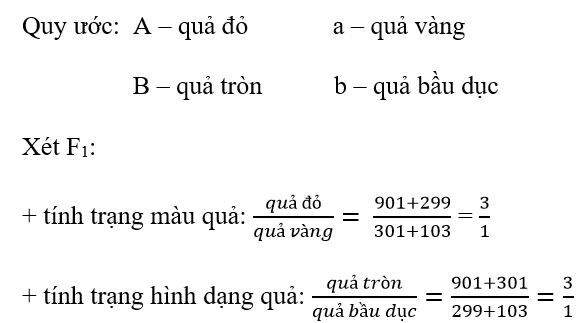 Quy ước: A – quả đỏ a – quả vàng
B – quả tròn b – quả bầu dục
Xét F₁:
+ tính trạng màu quả: quả đỏ/quả vàng = 901+299/301+103 = 3/1
+ tính trạng hình dạng quả: quả tròn/quả bầu dục = 901+301/299+103 = 3/1